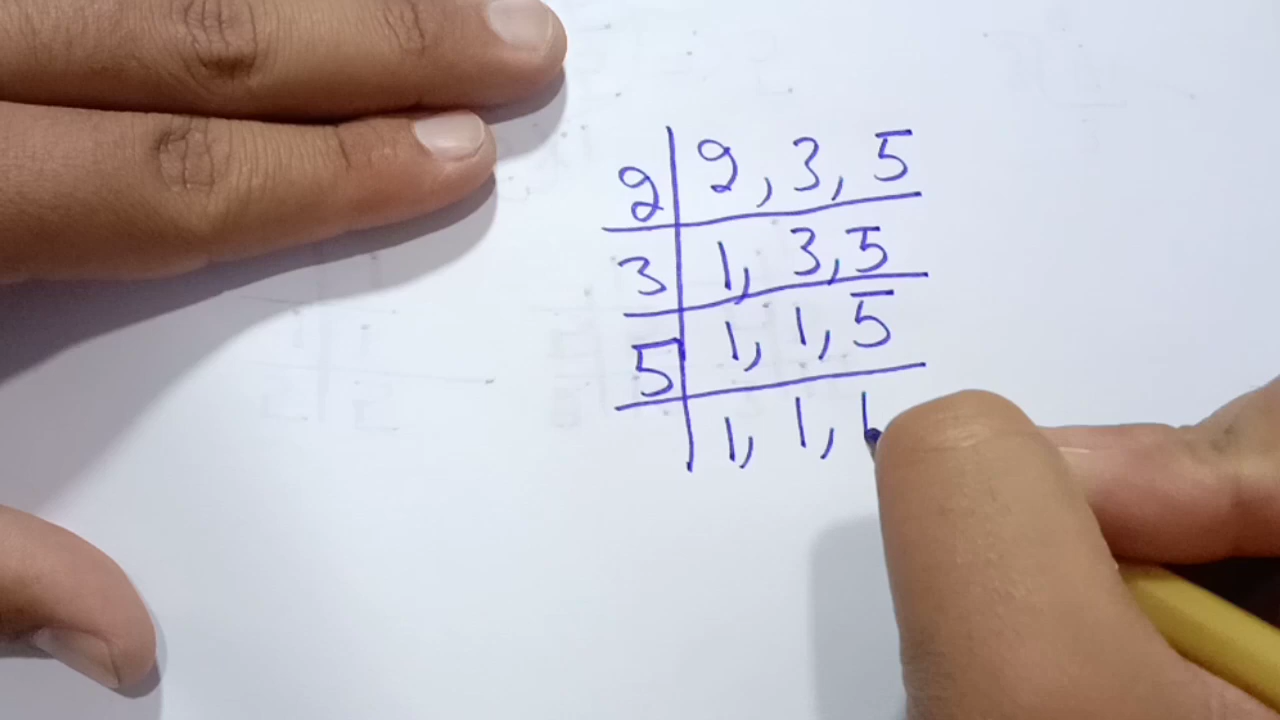 2 | 2, 3, 5
3 | 1, 3, 5
5 | 1, 1, 5
| 1, 1, 1